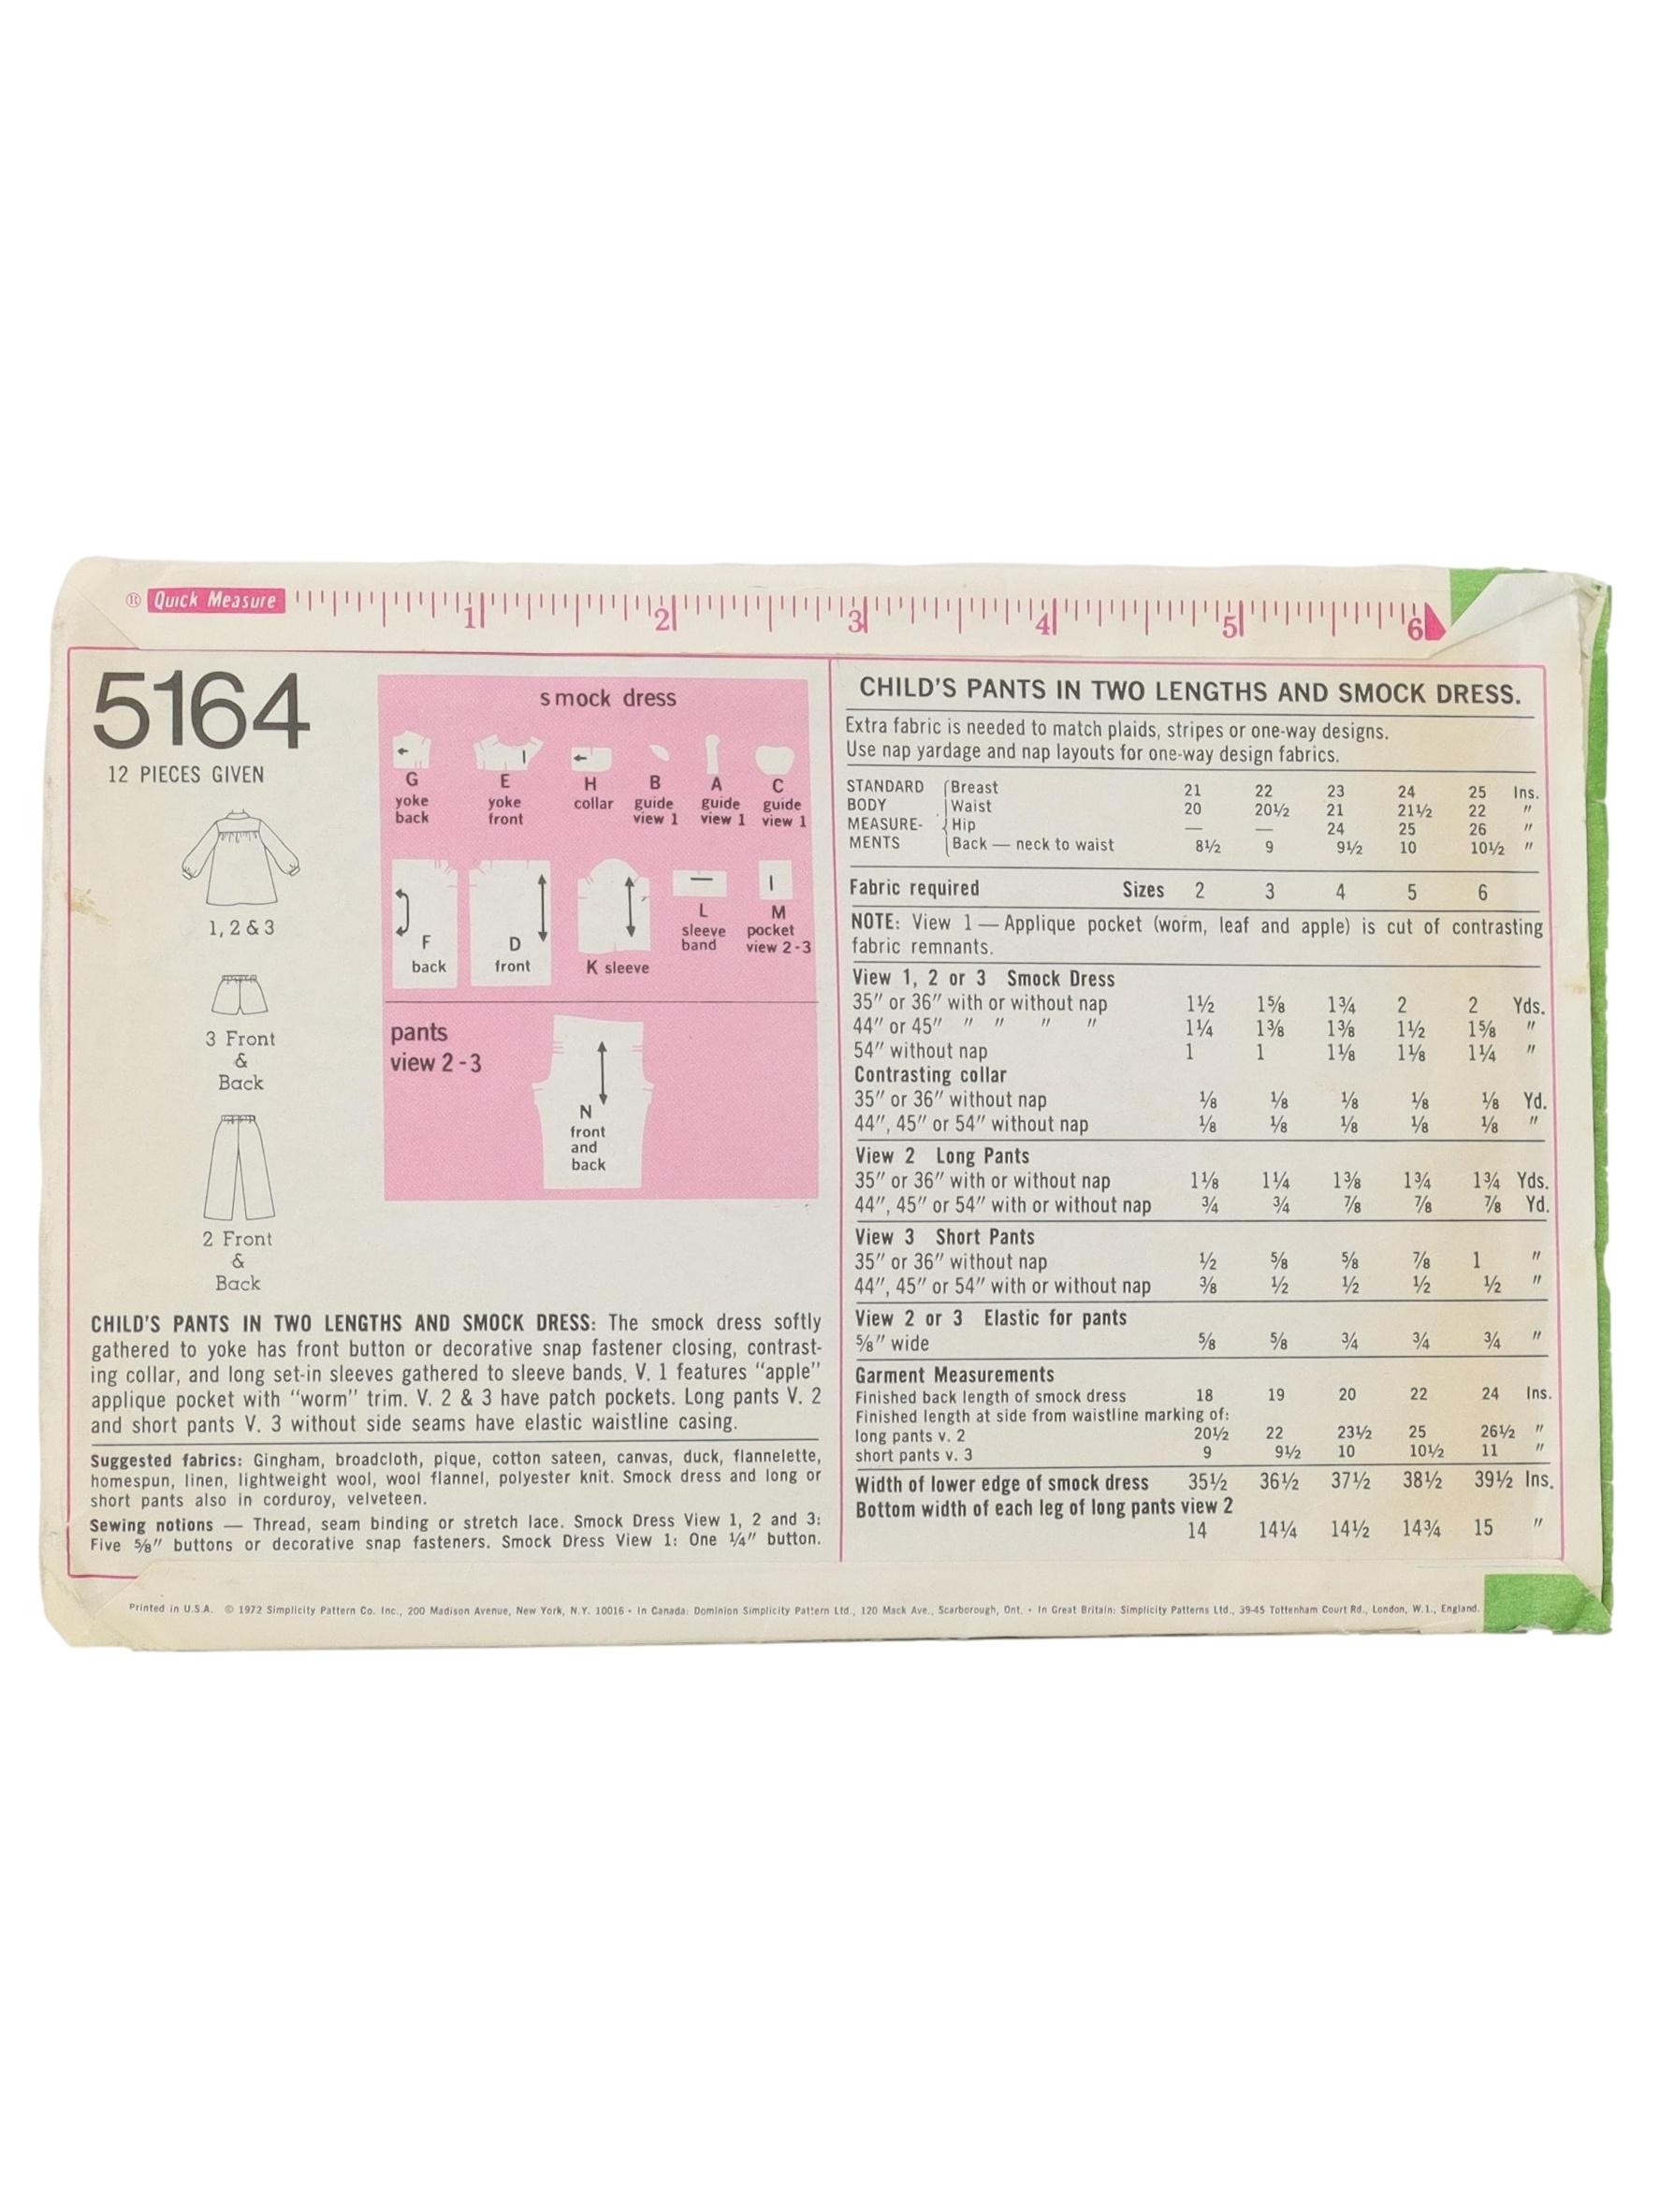 ® Quick Measure 1 2 3 4 5 6
5164
12 PIECES GIVEN
1, 2 & 3
3 Front
&
Back
2 Front
&
Back
smock dress
G
yoke
back
E
yoke
front
H
collar
B
guide
view 1
A
guide
view 1
C
guide
view 1
F
back
D
front
K sleeve
L
sleeve
band
M
pocket
view 2-3
pants
view 2-3
N
front
and
back
CHILD'S PANTS IN TWO LENGTHS AND SMOCK DRESS: The smock dress softly
gathered to yoke has front button or decorative snap fastener closing, contrast-
ing collar, and long set-in sleeves gathered to sleeve bands. V. 1 features "apple"
applique pocket with "worm" trim. V. 2 & 3 have patch pockets. Long pants V. 2
and short pants V. 3 without side seams have elastic waistline casing.
Suggested fabrics: Gingham, broadcloth, pique, cotton sateen, canvas, duck, flannelette,
homespun, linen, lightweight wool, wool flannel, polyester knit. Smock dress and long or
short pants also in corduroy, velveteen.
Sewing notions — Thread, seam binding or stretch lace. Smock Dress View 1, 2 and 3:
Five ⅝" buttons or decorative snap fasteners. Smock Dress View 1: One ¼" button.
CHILD'S PANTS IN TWO LENGTHS AND SMOCK DRESS.
Extra fabric is needed to match plaids, stripes or one-way designs.
Use nap yardage and nap layouts for one-way design fabrics.
STANDARD Breast 21 22 23 24 25 Ins.
BODY Waist 20 20½ 21 21½ 22 "
MEASURE- Hip — — 24 25 26 "
MENTS Back — neck to waist 8½ 9 9½ 10 10½ "
Fabric required Sizes 2 3 4 5 6
NOTE: View 1 — Applique pocket (worm, leaf and apple) is cut of contrasting
fabric remnants.
View 1, 2 or 3 Smock Dress
35" or 36" with or without nap 1½ 1⅝ 1¾ 2 2 Yds.
44" or 45" " " " " 1¼ 1⅜ 1⅜ 1½ 1⅝ "
54" without nap 1 1 1⅛ 1⅛ 1¼ "
Contrasting collar
35" or 36" without nap ⅛ ⅛ ⅛ ⅛ ⅛ Yd.
44", 45" or 54" without nap ⅛ ⅛ ⅛ ⅛ ⅛ "
View 2 Long Pants
35" or 36" with or without nap 1⅛ 1¼ 1⅜ 1¾ 1¾ Yds.
44", 45" or 54" with or without nap ¾ ¾ ⅞ ⅞ ⅞ Yd.
View 3 Short Pants
35" or 36" without nap ½ ⅝ ⅝ ⅞ 1 "
44", 45" or 54" with or without nap ⅜ ½ ½ ½ ½ "
View 2 or 3 Elastic for pants
⅝" wide ⅝ ⅝ ¾ ¾ ¾ "
Garment Measurements
Finished back length of smock dress 18 19 20 22 24 Ins.
Finished length at side from waistline marking of:
long pants v. 2 20½ 22 23½ 25 26½ "
short pants v. 3 9 9½ 10 10½ 11 "
Width of lower edge of smock dress 35½ 36½ 37½ 38½ 39½ Ins.
Bottom width of each leg of long pants view 2
14 14¼ 14½ 14¾ 15 "
Printed in U.S.A. © 1972 Simplicity Pattern Co. Inc., 200 Madison Avenue, New York, N.Y. 10016 • In Canada: Dominion Simplicity Pattern Ltd., 120 Mack Ave., Scarborough, Ont. • In Great Britain: Simplicity Patterns Ltd., 39-45 Tottenham Court Rd., London, W.1., England.